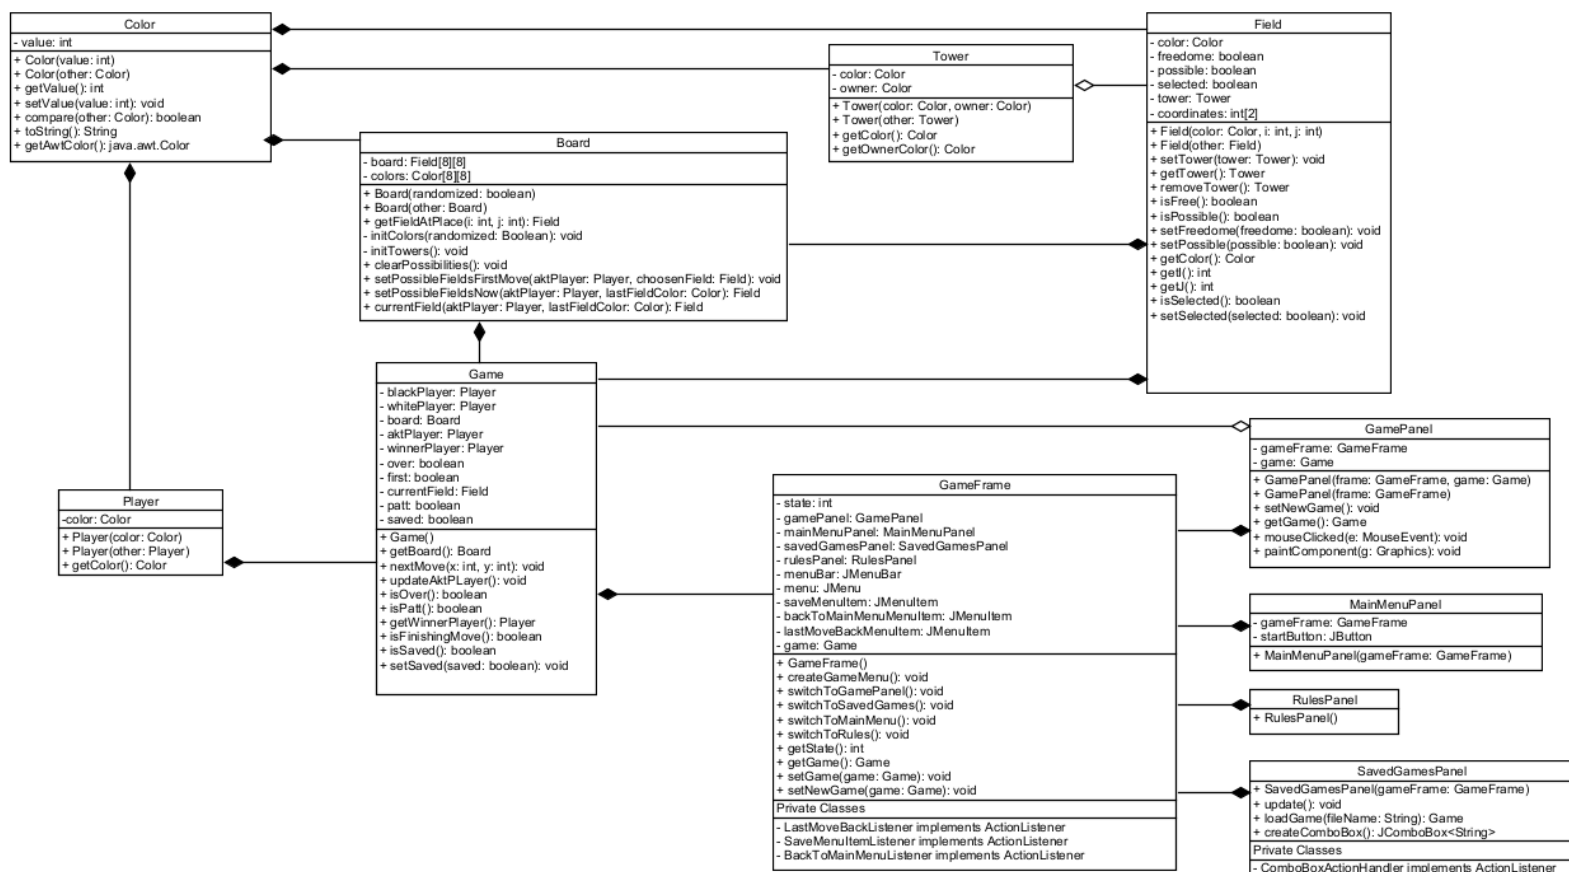 Color
- value: int
+ Color(value: int)
+ Color(other: Color)
+ getValue(): int
+ setValue(value: int): void
+ compare(other: Color): boolean
+ toString(): String
+ getAwtColor(): java.awt.Color
Tower
- color: Color
- owner: Color
+ Tower(color: Color, owner: Color)
+ Tower(other: Tower)
+ getColor(): Color
+ getOwnerColor(): Color
Field
- color: Color
- freedome: boolean
- possible: boolean
- selected: boolean
- tower: Tower
- coordinates: int[2]
+ Field(color: Color, i: int, j: int)
+ Field(other: Field)
+ setTower(tower: Tower): void
+ getTower(): Tower
+ removeTower(): Tower
+ isFree(): boolean
+ isPossible(): boolean
+ setFreedome(freedome: boolean): void
+ setPossible(possible: boolean): void
+ getColor(): Color
+ getI(): int
+ getJ(): int
+ isSelected(): boolean
+ setSelected(selected: boolean): void
Board
- board: Field[8][8]
- colors: Color[8][8]
+ Board(randomized: boolean)
+ Board(other: Board)
+ getFieldAtPlace(i: int, j: int): Field
- initColors(randomized: Boolean): void
- initTowers(): void
+ clearPossibilities(): void
+ setPossibleFieldsFirstMove(aktPlayer: Player, choosenField: Field): void
+ setPossibleFieldsNow(aktPlayer: Player, lastFieldColor: Color): Field
+ currentField(aktPlayer: Player, lastFieldColor: Color): Field
Game
- blackPlayer: Player
- whitePlayer: Player
- board: Board
- aktPlayer: Player
- winnerPlayer: Player
- over: boolean
- first: boolean
- currentField: Field
- patt: boolean
- saved: boolean
+ Game()
+ getBoard(): Board
+ nextMove(x: int, y: int): void
+ updateAktPLayer(): void
+ isOver(): boolean
+ isPatt(): boolean
+ getWinnerPlayer(): Player
+ isFinishingMove(): boolean
+ isSaved(): boolean
+ setSaved(saved: boolean): void
Player
-color: Color
+ Player(color: Color)
+ Player(other: Player)
+ getColor(): Color
GameFrame
- state: int
- gamePanel: GamePanel
- mainMenuPanel: MainMenuPanel
- savedGamesPanel: SavedGamesPanel
- rulesPanel: RulesPanel
- menuBar: JMenuBar
- menu: JMenu
- saveMenuItem: JMenuItem
- backToMainMenuMenuItem: JMenuItem
- lastMoveBackMenuItem: JMenuItem
- game: Game
+ GameFrame()
+ createGameMenu(): void
+ switchToGamePanel(): void
+ switchToSavedGames(): void
+ switchToMainMenu(): void
+ switchToRules(): void
+ getState(): int
+ getGame(): Game
+ setGame(game: Game): void
+ setNewGame(game: Game): void
Private Classes
- LastMoveBackListener implements ActionListener
- SaveMenuItemListener implements ActionListener
- BackToMainMenuListener implements ActionListener
GamePanel
- gameFrame: GameFrame
- game: Game
+ GamePanel(frame: GameFrame, game: Game)
+ GamePanel(frame: GameFrame)
+ setNewGame(): void
+ getGame(): Game
+ mouseClicked(e: MouseEvent): void
+ paintComponent(g: Graphics): void
MainMenuPanel
- gameFrame: GameFrame
- startButton: JButton
+ MainMenuPanel(gameFrame: GameFrame)
RulesPanel
+ RulesPanel()
SavedGamesPanel
+ SavedGamesPanel(gameFrame: GameFrame)
+ update(): void
+ loadGame(fileName: String): Game
+ createComboBox(): JComboBox<String>
Private Classes
- ComboBoxActionHandler implements ActionListener